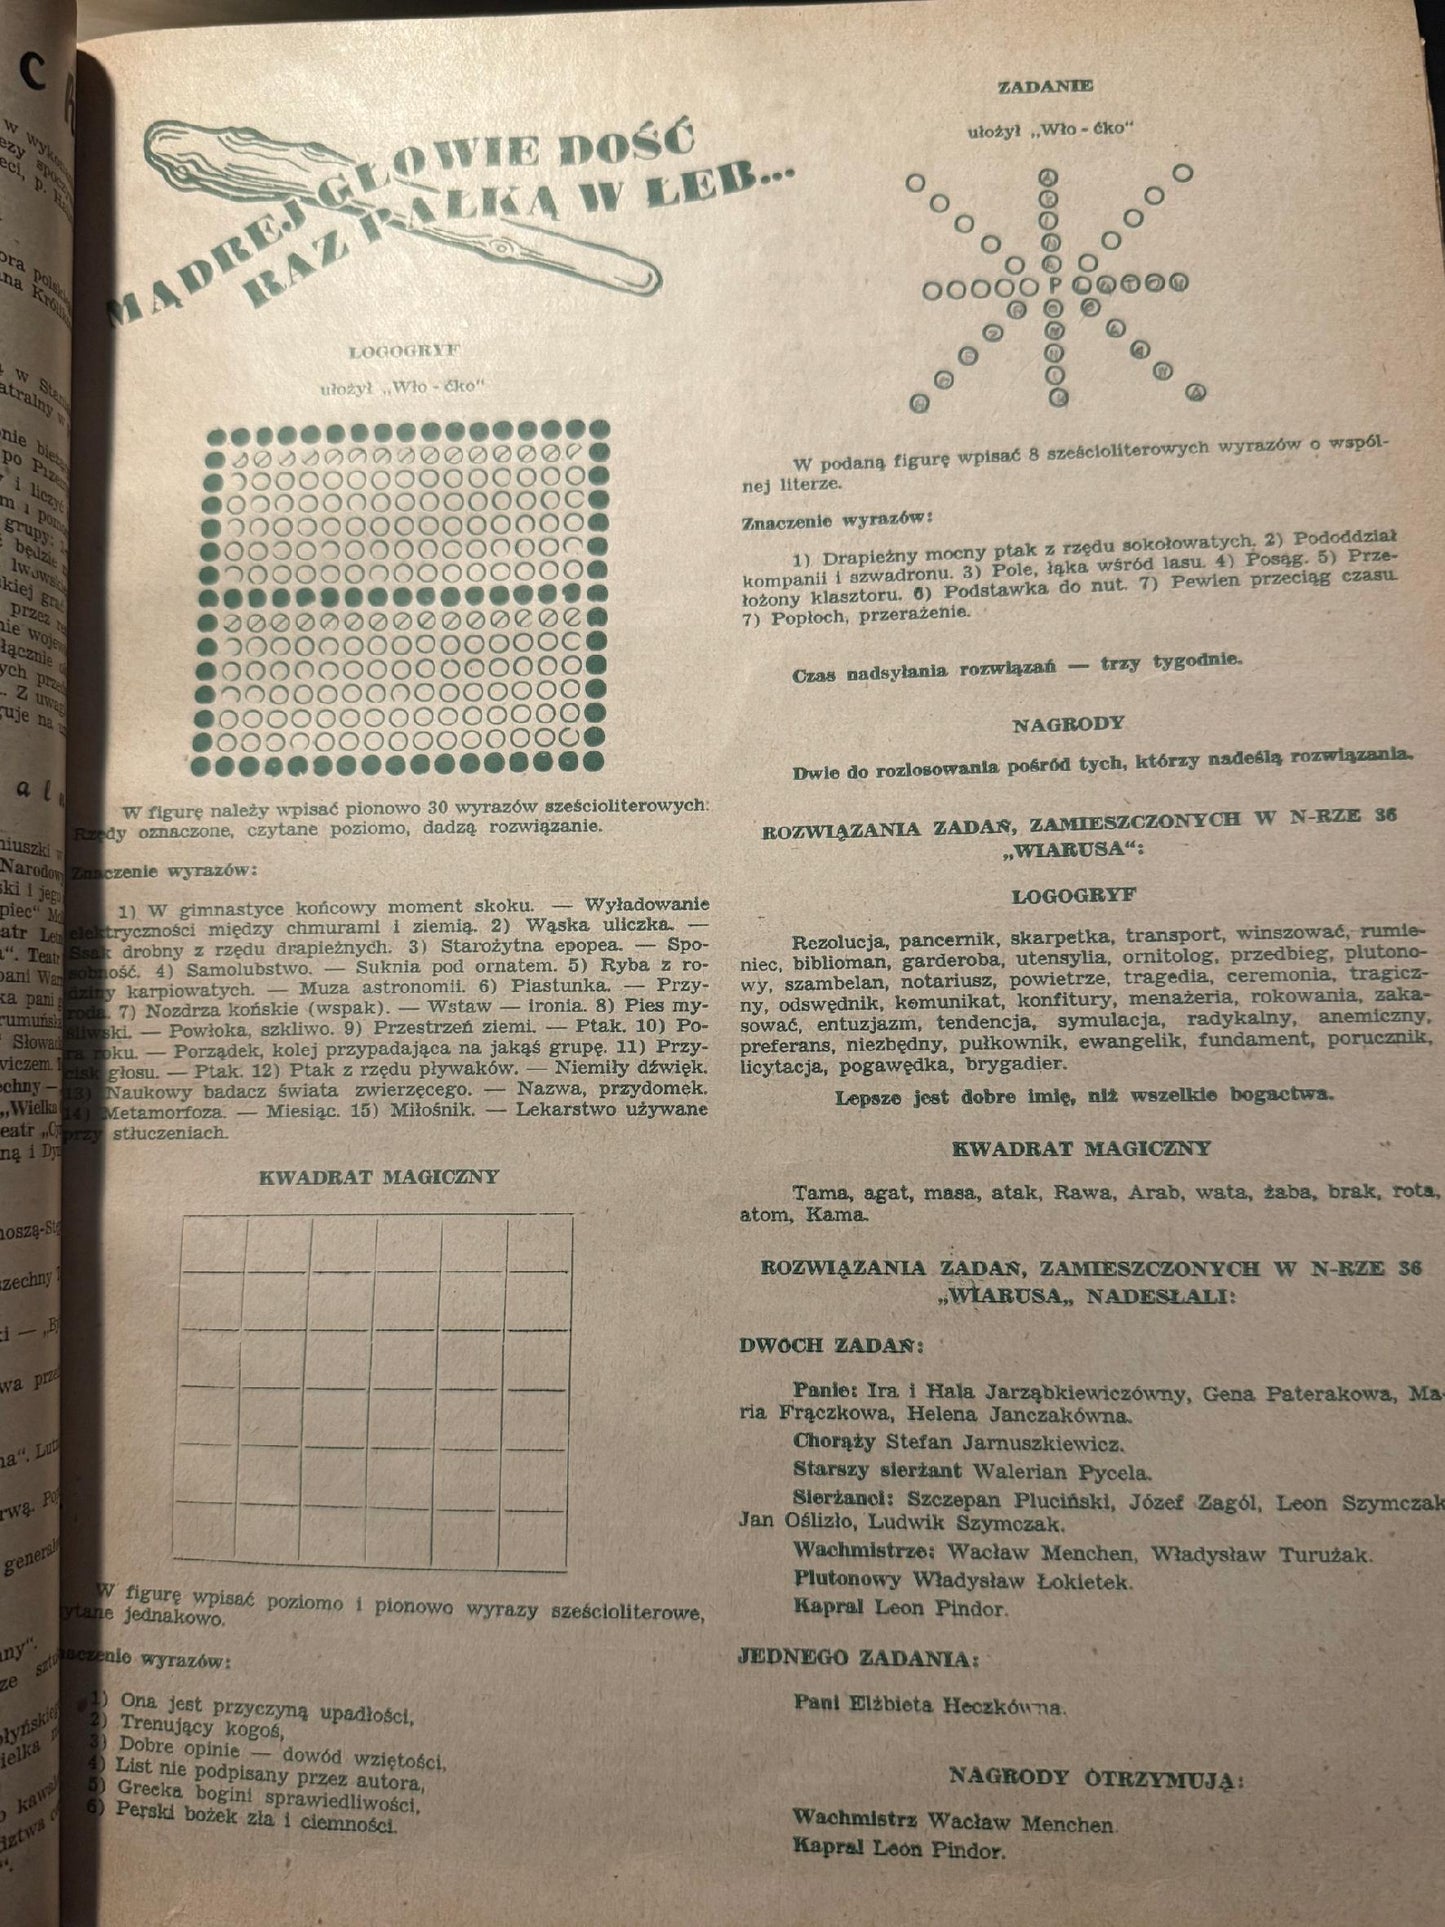 MĄDREJ GŁOWIE DOŚĆ
RAZ PAŁKĄ W ŁEB...
LOGOGRYF
ułożył „Wło - ćko“
W figurę należy wpisać pionowo 30 wyrazów sześcioliterowych:
Rzędy oznaczone, czytane poziomo, dadzą rozwiązanie.
Znaczenie wyrazów:
1) W gimnastyce końcowy moment skoku. — Wyładowanie
elektryczności między chmurami i ziemią. 2) Wąska uliczka. —
Ssak drobny z rzędu drapieżnych. 3) Starożytna epopea. — Spo-
sobność. 4) Samolubstwo. — Suknia pod ornatem. 5) Ryba z ro-
dziny karpiowatych. — Muza astronomii. 6) Piastunka. — Przy-
roda. 7) Nozdrza końskie (wspak). — Wstaw — ironia. 8) Pies my-
śliwski. — Powłoka, szkliwo. 9) Przestrzeń ziemi. — Ptak. 10) Po-
ra roku. — Porządek, kolej przypadająca na jakąś grupę. 11) Przy-
cisk głosu. — Ptak. 12) Ptak z rzędu pływaków. — Niemiły dźwięk.
13) Naukowy badacz świata zwierzęcego. — Nazwa, przydomek.
14) Metamorfoza. — Miesiąc. 15) Miłośnik. — Lekarstwo używane
przy stłuczeniach.
KWADRAT MAGICZNY
W figurę wpisać poziomo i pionowo wyrazy sześcioliterowe,
czytane jednakowo.
Znaczenie wyrazów:
1) Ona jest przyczyną upadłości,
2) Trenujący kogoś,
3) Dobre opinie — dowód wziętości,
4) List nie podpisany przez autora,
5) Grecka bogini sprawiedliwości,
6) Perski bożek zła i ciemności.
ZADANIE
ułożył „Wło - ćko“
P
W podaną figurę wpisać 8 sześcioliterowych wyrazów o wspól-
nej literze.
Znaczenie wyrazów:
1) Drapieżny mocny ptak z rzędu sokołowatych. 2) Pododdział
kompanii i szwadronu. 3) Pole, łąka wśród lasu. 4) Posąg. 5) Prze-
łożony klasztoru. 6) Podstawka do nut. 7) Pewien przeciąg czasu.
7) Popłoch, przerażenie.
Czas nadsyłania rozwiązań — trzy tygodnie.
NAGRODY
Dwie do rozlosowania pośród tych, którzy nadeślą rozwiązania.
ROZWIĄZANIA ZADAŃ, ZAMIESZCZONYCH W N-RZE 36
„WIARUSA“:
LOGOGRYF
Rezolucja, pancernik, skarpetka, transport, winszować, rumie-
niec, biblioman, garderoba, utensylia, ornitolog, przedbieg, plutono-
wy, szambelan, notariusz, powietrze, tragedia, ceremonia, tragicz-
ny, odswędnik, komunikat, konfitury, menażeria, rokowania, zaka-
sować, entuzjazm, tendencja, symulacja, radykalny, anemiczny,
preferans, niezbędny, pułkownik, ewangelik, fundament, porucznik,
licytacja, pogawędka, brygadier.
Lepsze jest dobre imię, niż wszelkie bogactwa.
KWADRAT MAGICZNY
Tama, agat, masa, atak, Rawa, Arab, wata, żaba, brak, rota,
atom, Kama.
ROZWIĄZANIA ZADAŃ, ZAMIESZCZONYCH W N-RZE 36
„WIARUSA„ NADESŁALI:
DWÓCH ZADAŃ:
Panie: Ira i Hala Jarząbkiewiczówny, Gena Paterakowa, Ma-
ria Frączkowa, Helena Janczakówna.
Chorąży Stefan Jarnuszkiewicz.
Starszy sierżant Walerian Pycela.
Sierżanci: Szczepan Pluciński, Józef Zagól, Leon Szymczak
Jan Oślizło, Ludwik Szymczak.
Wachmistrze: Wacław Menchen, Władysław Turużak.
Plutonowy Władysław Łokietek.
Kapral Leon Pindor.
JEDNEGO ZADANIA:
Pani Elżbieta Heczkówna.
NAGRODY OTRZYMUJĄ:
Wachmistrz Wacław Menchen.
Kapral Leon Pindor.